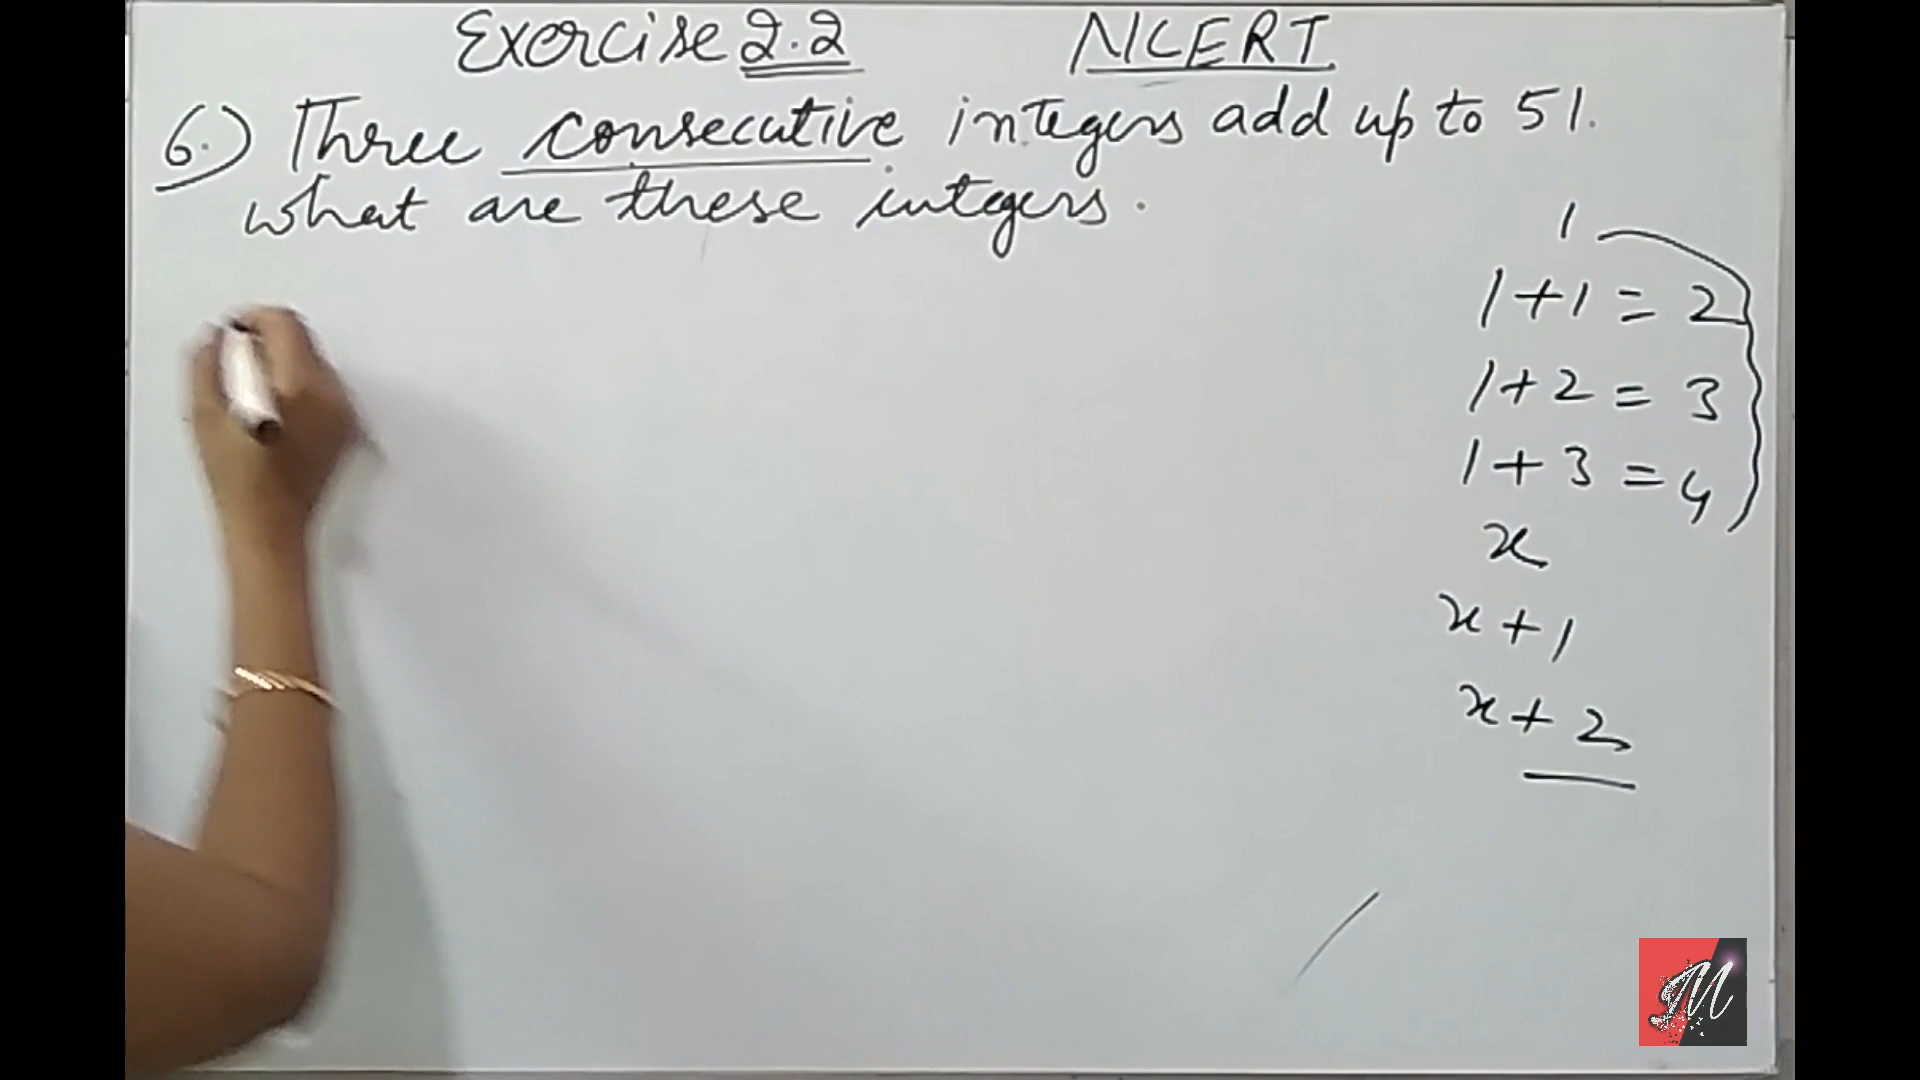 Exercise 2.2 NCERT
6.) Three consecutive integers add up to 51.
what are these integers.
1
1+1 = 2
1+2 = 3
1+3 = 4
x
x+1
x+2
M